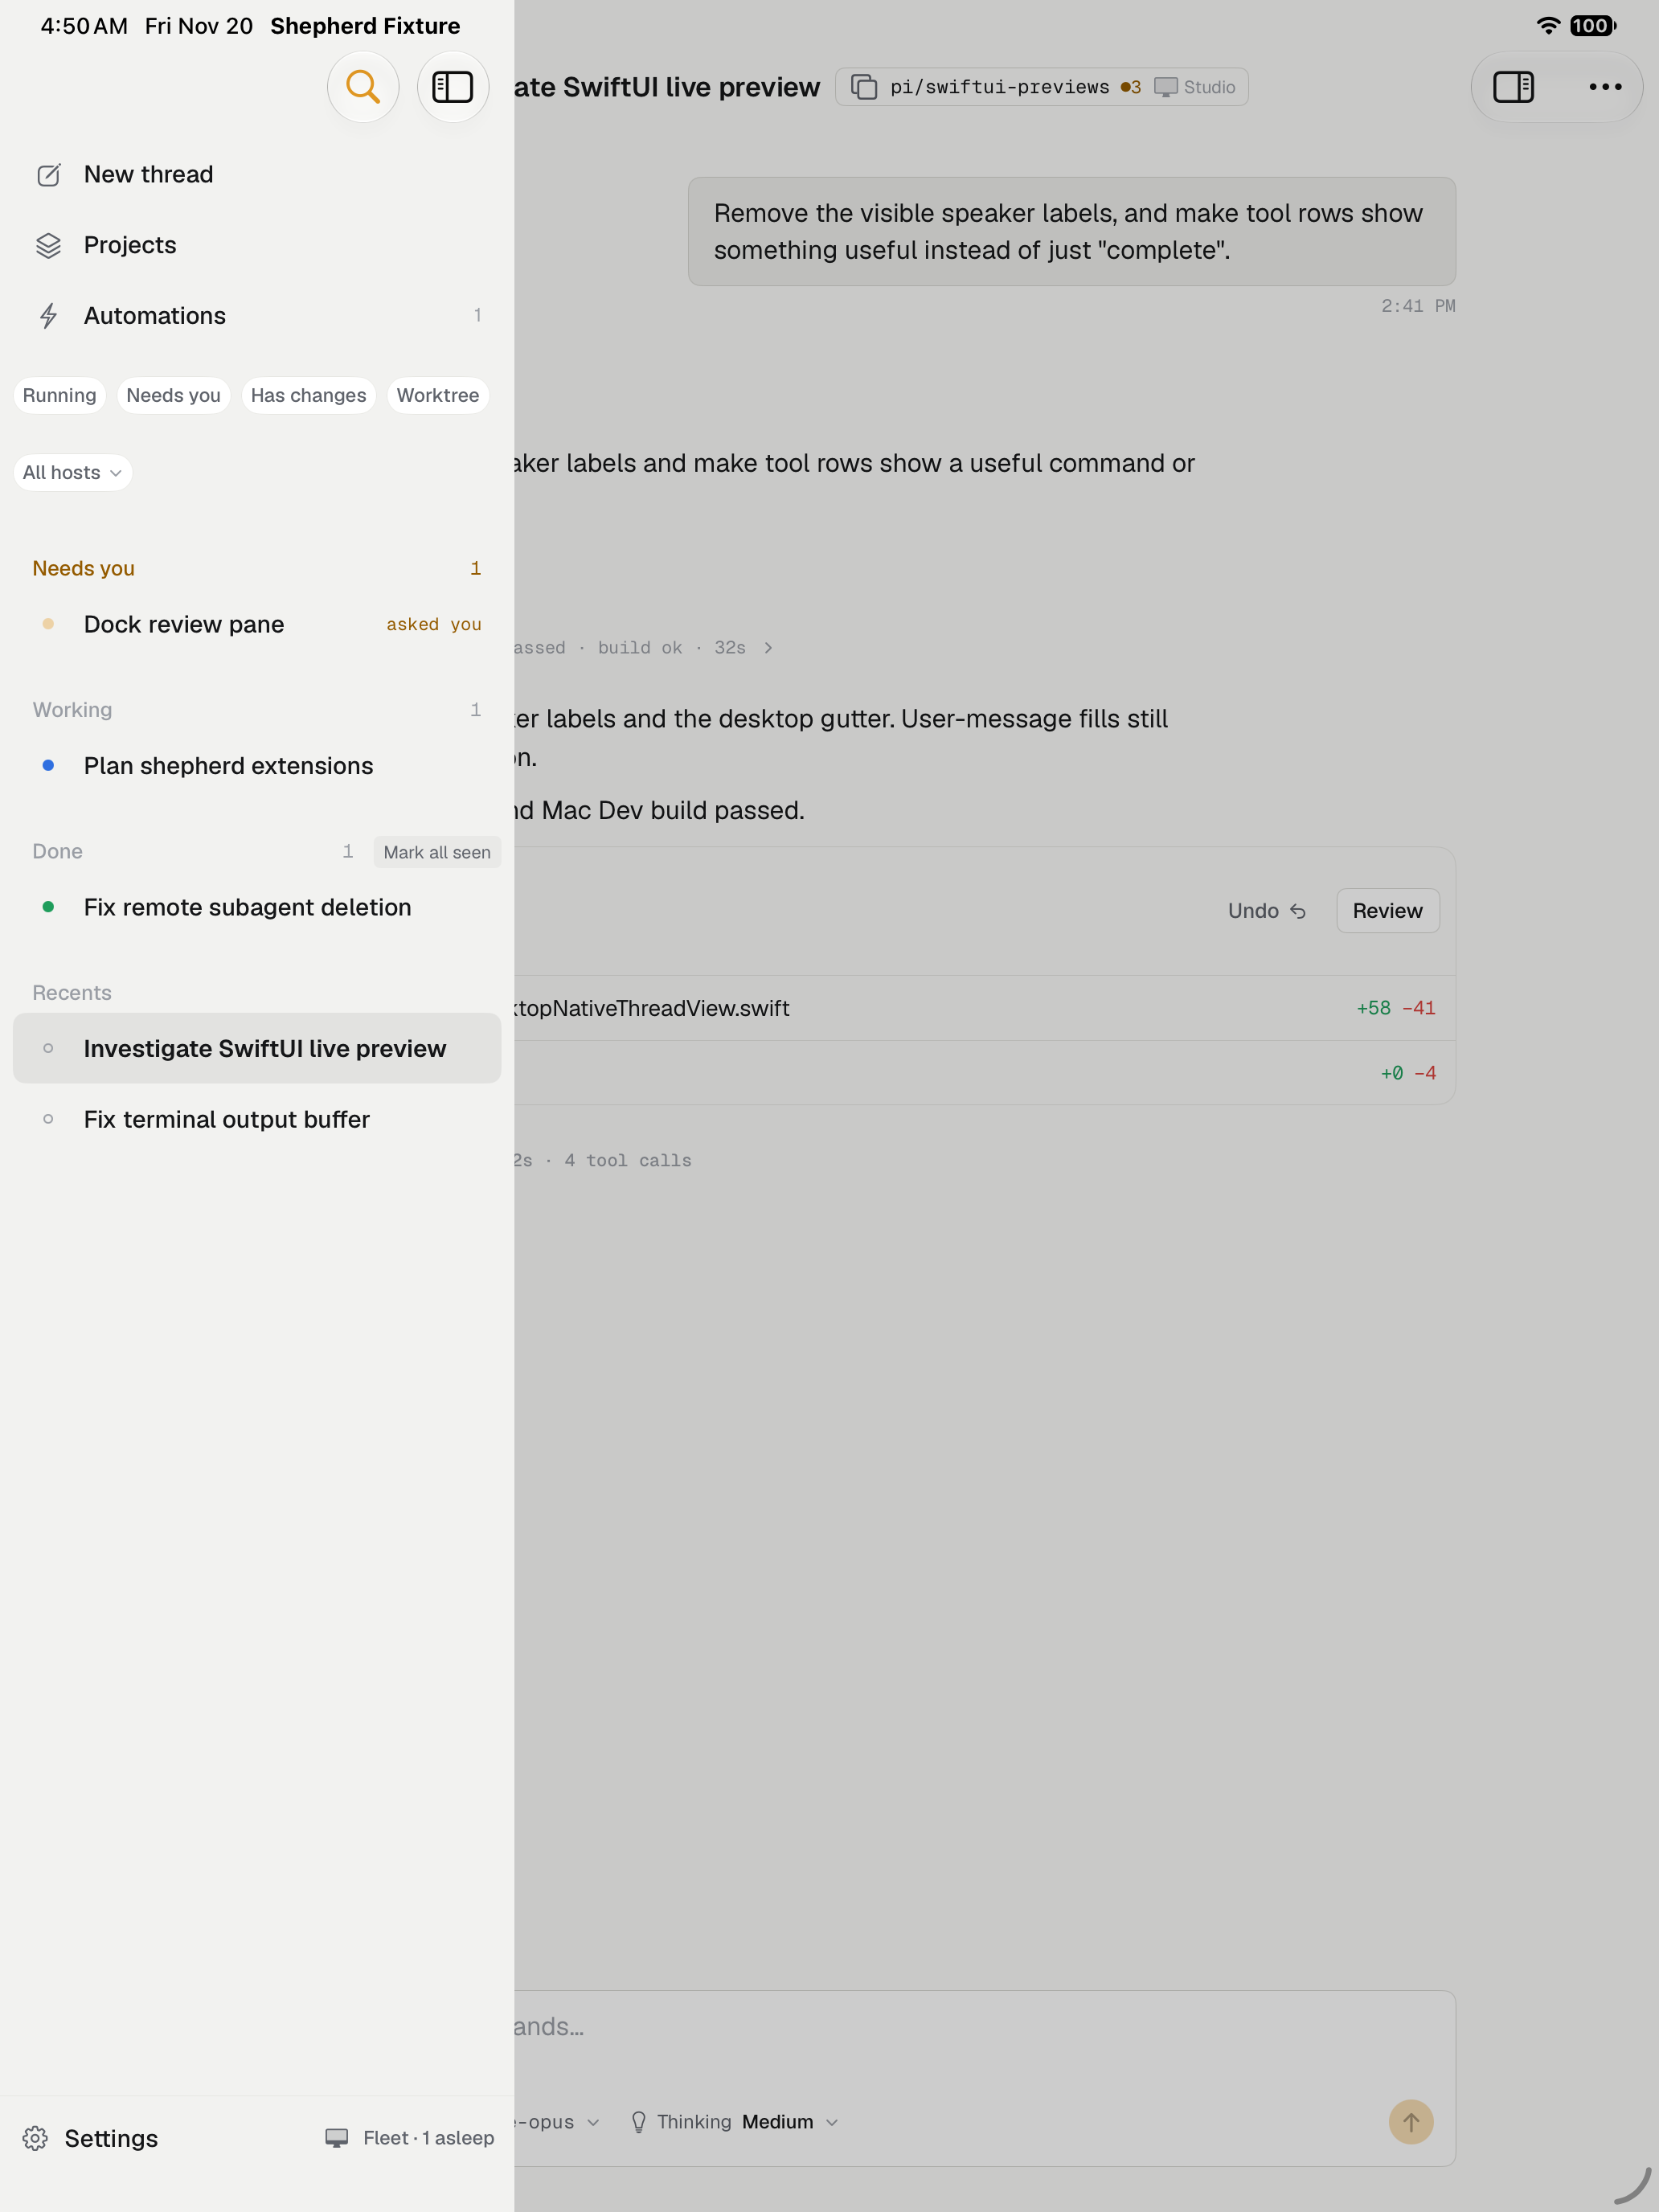 4:50 AM Fri Nov 20 Shepherd Fixture
100
New thread
Projects
Automations 1
Running Needs you Has changes Worktree
All hosts
Needs you 1
Dock review pane asked you
Working 1
Plan shepherd extensions
Done 1 Mark all seen
Fix remote subagent deletion
Recents
Investigate SwiftUI live preview
Fix terminal output buffer
Settings Fleet · 1 asleep
ate SwiftUI live preview pi/swiftui-previews 3 Studio
Remove the visible speaker labels, and make tool rows show
something useful instead of just "complete".
2:41 PM
aker labels and make tool rows show a useful command or
assed · build ok · 32s
er labels and the desktop gutter. User-message fills still
on.
nd Mac Dev build passed.
Undo Review
ktopNativeThreadView.swift +58 −41
+0 −4
2s · 4 tool calls
ands…
e-opus Thinking Medium